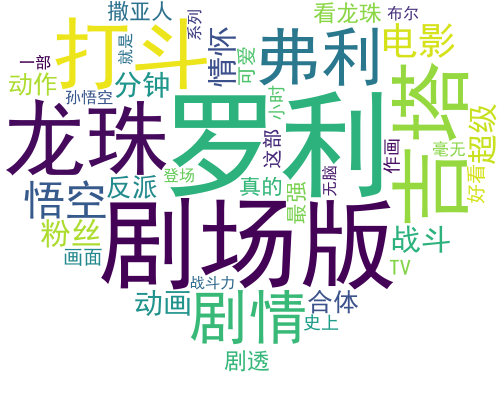 撒亚人
系列
看龙珠
布尔
打斗
就是
情怀
弗利
电影
一部
可爱
动作
分钟
孙悟空
小时
罗利
吉塔
龙珠
这部
作画
超级
毫无
登场
无脑
悟空
反派
真的
最强
好看
剧场版
粉丝
战斗
画面
TV
战斗力
动画
剧情
合体
史上
剧透